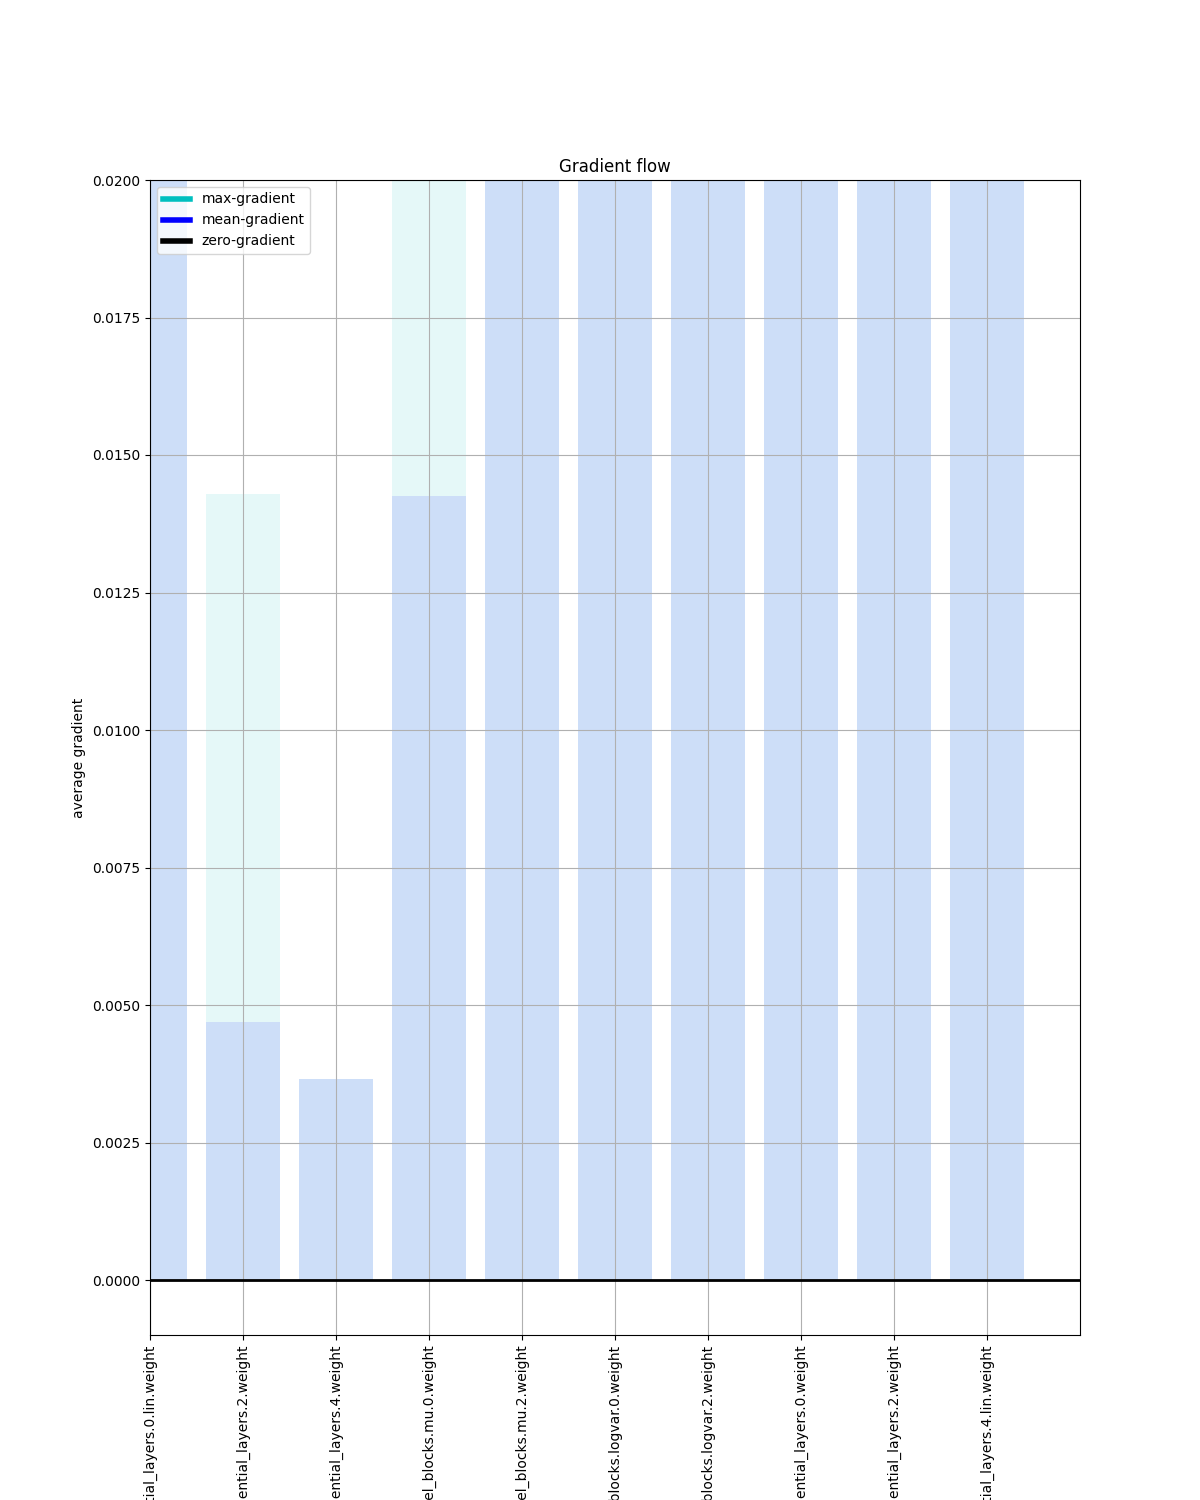 Gradient flow
max-gradient
mean-gradient
zero-gradient
0.0200
0.0175
0.0150
0.0125
0.0100
0.0075
0.0050
0.0025
0.0000
average gradient
tial_layers.0.lin.weight
ential_layers.2.weight
ential_layers.4.weight
el_blocks.mu.0.weight
el_blocks.mu.2.weight
blocks.logvar.0.weight
blocks.logvar.2.weight
ential_layers.0.weight
ential_layers.2.weight
tial_layers.4.lin.weight